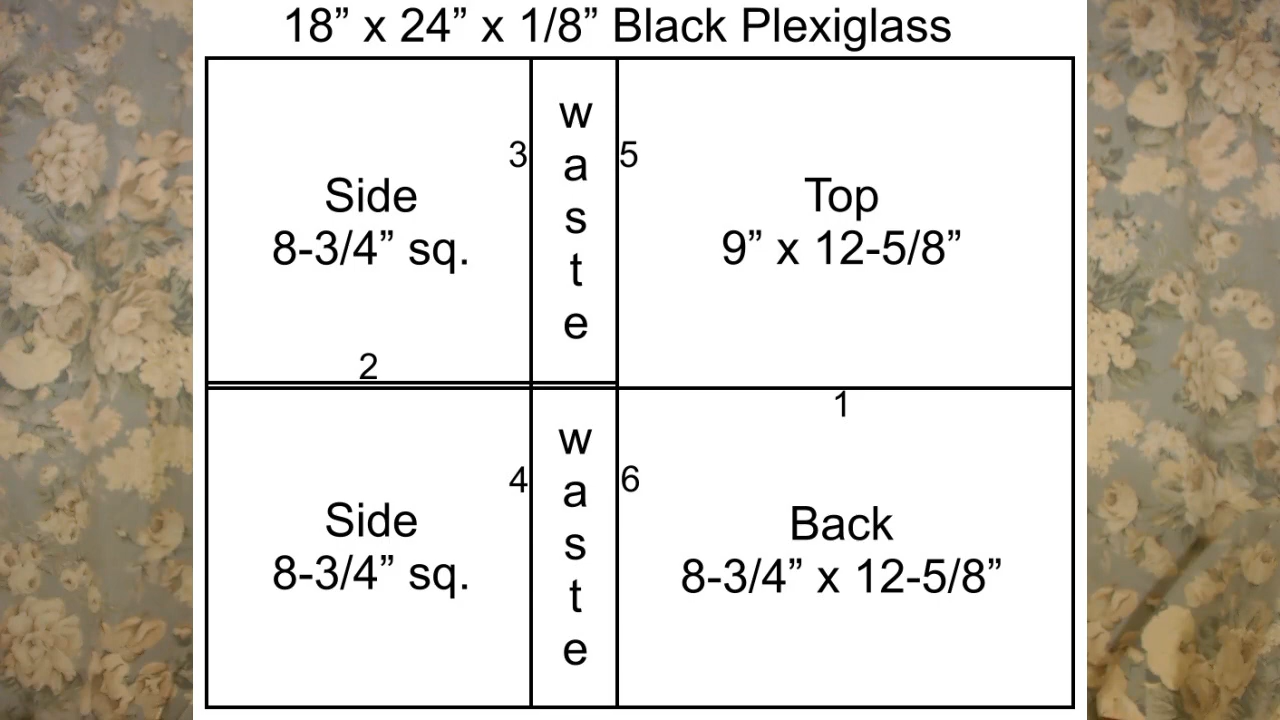 18” x 24” x 1/8” Black Plexiglass
Side
8-3/4” sq.
3
2
w
a
s
t
e
5
Top
9” x 12-5/8”
1
Side
8-3/4” sq.
4
w
a
s
t
e
6
Back
8-3/4” x 12-5/8”